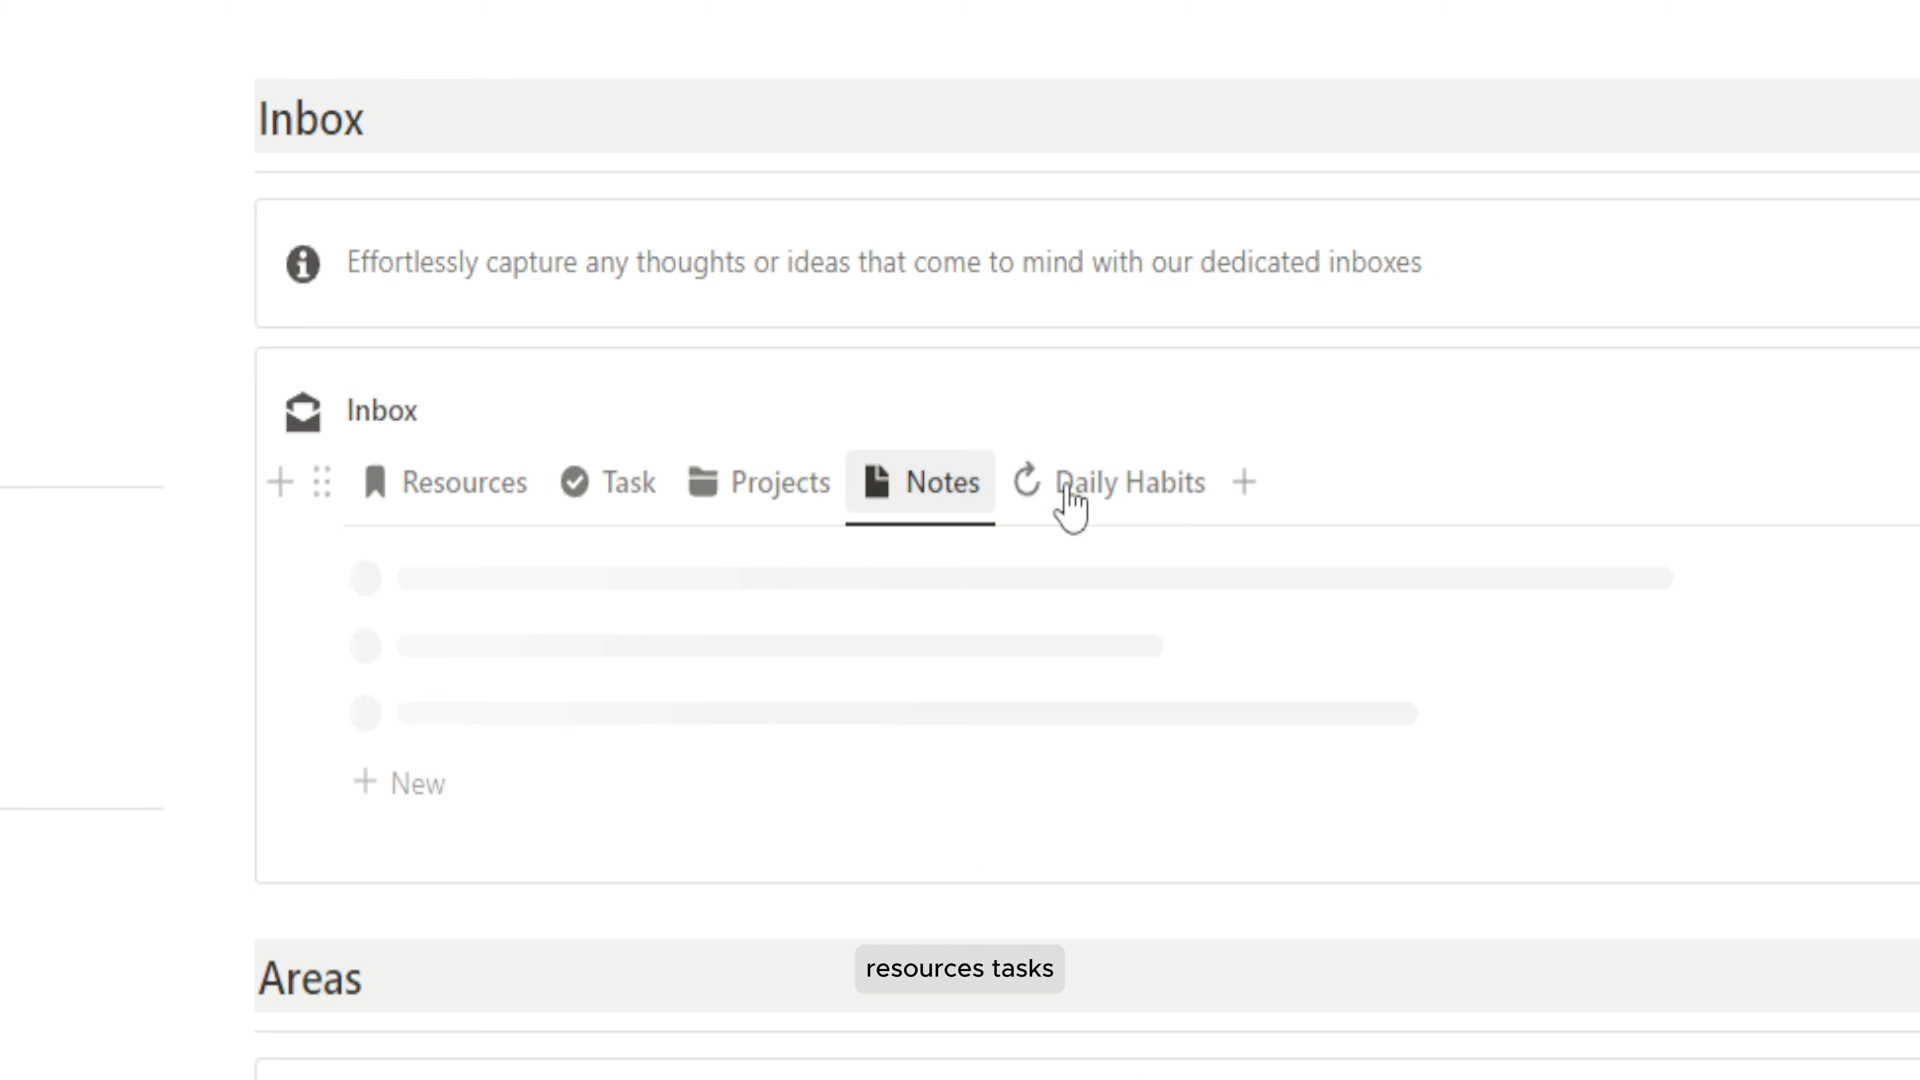 Inbox
Effortlessly capture any thoughts or ideas that come to mind with our dedicated inboxes
Inbox
Resources Task Projects Notes Daily Habits
New
Areas
resources tasks